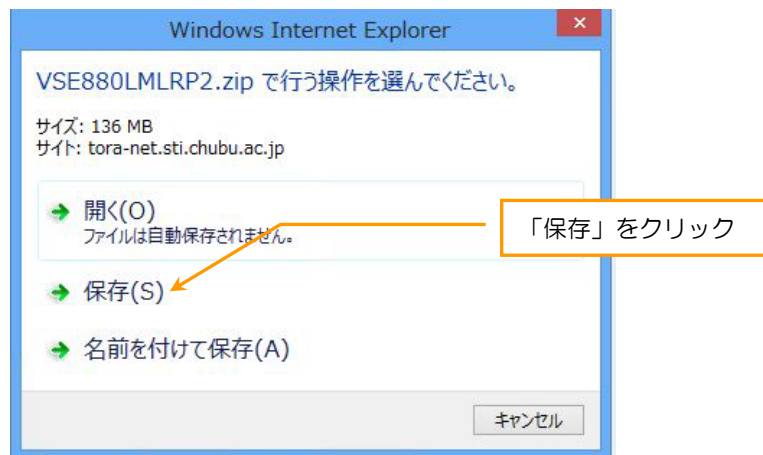 Windows Internet Explorer
VSE880LMLRP2.zip で行う操作を選んでください。
サイズ: 136 MB
サイト: tora-net.sti.chubu.ac.jp
開く(O)
ファイルは自動保存されません。
「保存」をクリック
保存(S)
名前を付けて保存(A)
キャンセル